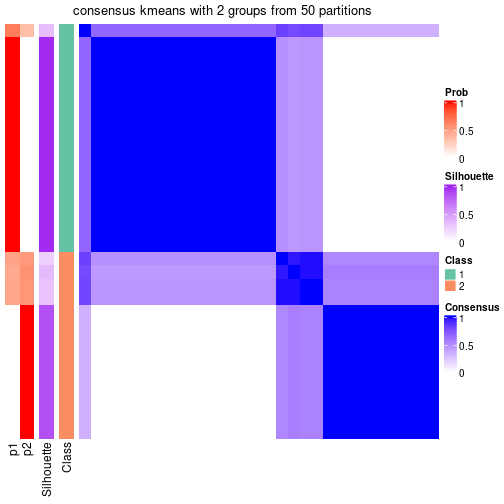 consensus kmeans with 2 groups from 50 partitions
Prob
1
0.5
0
Silhouette
1
0.5
0
Class
1
2
Consensus
1
0.5
0
p1
p2
Silhouette
Class